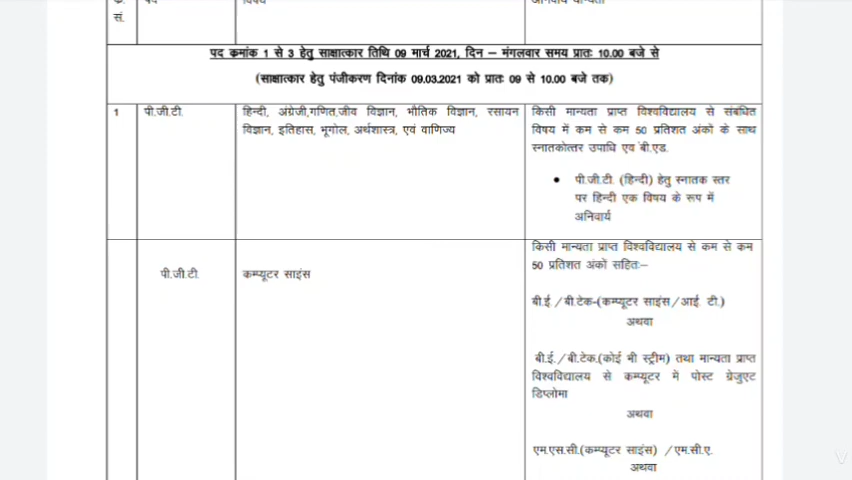 क. पद विषय अनिवार्य योग्यता
सं.
पद कमांक 1 से 3 हेतु साक्षात्कार तिथि 09 मार्च 2021, दिन – मंगलवार समय प्रातः 10.00 बजे से
(साक्षात्कार हेतु पंजीकरण दिनांक 09.03.2021 को प्रातः 09 से 10.00 बजे तक)
1 पी.जी.टी. हिन्दी, अंग्रेजी,गणित,जीव विज्ञान, भौतिक विज्ञान, रसायन
विज्ञान, इतिहास, भूगोल, अर्थशास्त्र, एवं वाणिज्य
किसी मान्यता प्राप्त विश्वविद्यालय से संबंधित
विषय में कम से कम 50 प्रतिशत अंकों के साथ
स्नातकोत्तर उपाधि एव बी.एड.
• पी.जी.टी. (हिन्दी) हेतु स्नातक स्तर
पर हिन्दी एक विषय के रूप में
अनिवार्य
पी.जी.टी. कम्प्यूटर साइंस
किसी मान्यता प्राप्त विश्वविद्यालय से कम से कम
50 प्रतिशत अंकों सहितः–
बी.ई./बी.टेक-(कम्प्यूटर साइंस/आई. टी.)
अथवा
बी.ई./बी.टेक.(कोई भी स्ट्रीम) तथा मान्यता प्राप्त
विश्वविद्यालय से कम्प्यूटर मे पोस्ट ग्रेजुएट
डिप्लोमा
अथवा
एम.एस.सी.(कम्प्यूटर साइंस) /एम.सी.ए.
अथवा